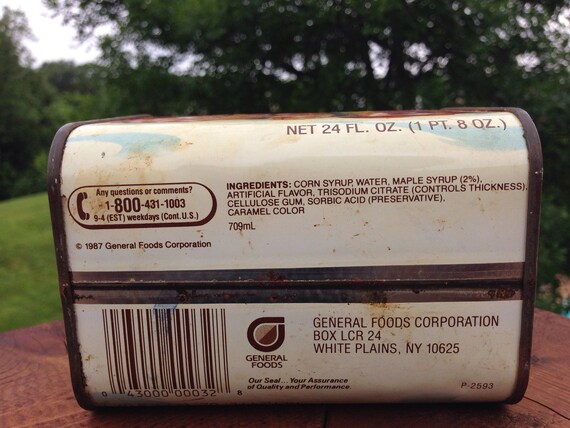 NET 24 FL. OZ. (1 PT. 8 OZ.)
Any questions or comments?
1-800-431-1003
9-4 (EST) weekdays (Cont. U.S.)
© 1987 General Foods Corporation
INGREDIENTS: CORN SYRUP, WATER, MAPLE SYRUP (2%),
ARTIFICIAL FLAVOR, TRISODIUM CITRATE (CONTROLS THICKNESS),
CELLULOSE GUM, SORBIC ACID (PRESERVATIVE),
CARAMEL COLOR
709mL
0 43000 00032 8
GENERAL
FOODS
Our Seal... Your Assurance
of Quality and Performance.
GENERAL FOODS CORPORATION
BOX LCR 24
WHITE PLAINS, NY 10625
P-2593